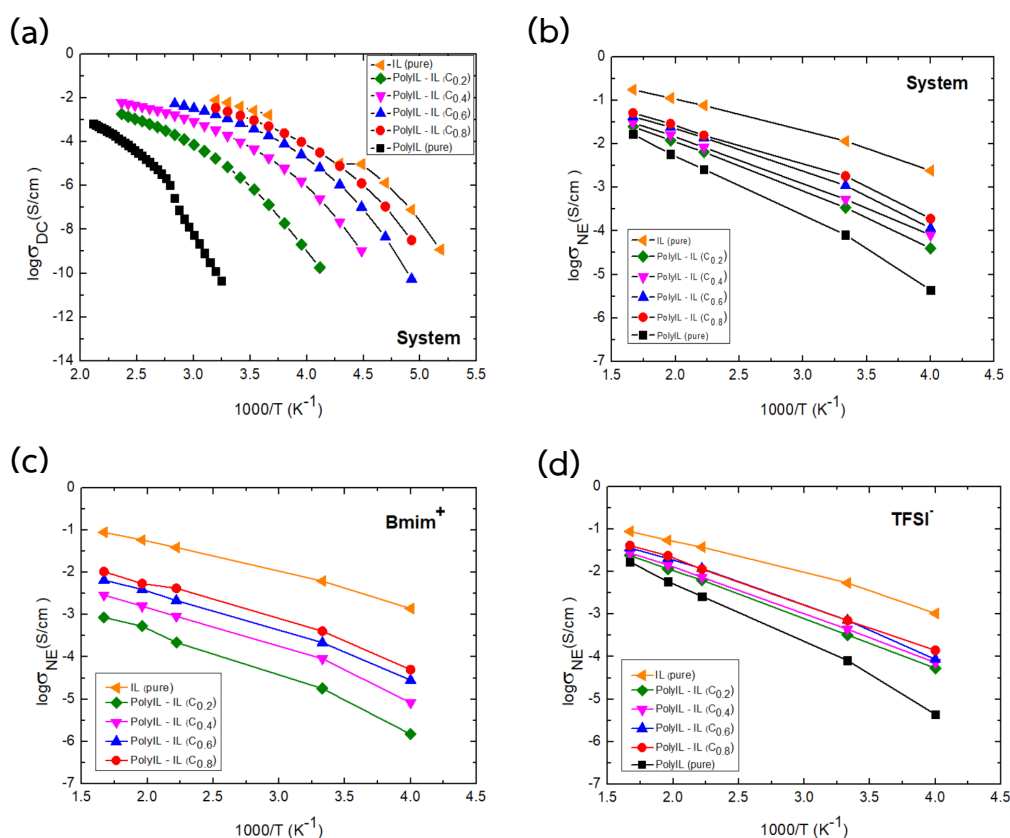 (a)
0
-2
-4
-6
-8
-10
-12
-14
logσDC(S/cm)
IL (pure)
PolyIL - IL (C0.2)
PolyIL - IL (C0.4)
PolyIL - IL (C0.6)
PolyIL - IL (C0.8)
PolyIL (pure)
System
2.0 2.5 3.0 3.5 4.0 4.5 5.0 5.5
1000/T (K-1)
(b)
0
-1
-2
-3
-4
-5
-6
-7
logσNE(S/cm)
System
IL (pure)
PolyIL - IL (C0.2)
PolyIL - IL (C0.4)
PolyIL - IL (C0.6)
PolyIL - IL (C0.8)
PolyIL (pure)
1.5 2.0 2.5 3.0 3.5 4.0 4.5
1000/T (K-1)
(c)
0
-1
-2
-3
-4
-5
-6
-7
logσNE(S/cm)
Bmim+
IL (pure)
PolyIL - IL (C0.2)
PolyIL - IL (C0.4)
PolyIL - IL (C0.6)
PolyIL - IL (C0.8)
1.5 2.0 2.5 3.0 3.5 4.0 4.5
1000/T (K-1)
(d)
0
-1
-2
-3
-4
-5
-6
-7
logσNE(S/cm)
TFSI-
IL (pure)
PolyIL - IL (C0.2)
PolyIL - IL (C0.4)
PolyIL - IL (C0.6)
PolyIL - IL (C0.8)
PolyIL (pure)
1.5 2.0 2.5 3.0 3.5 4.0 4.5
1000/T (K-1)